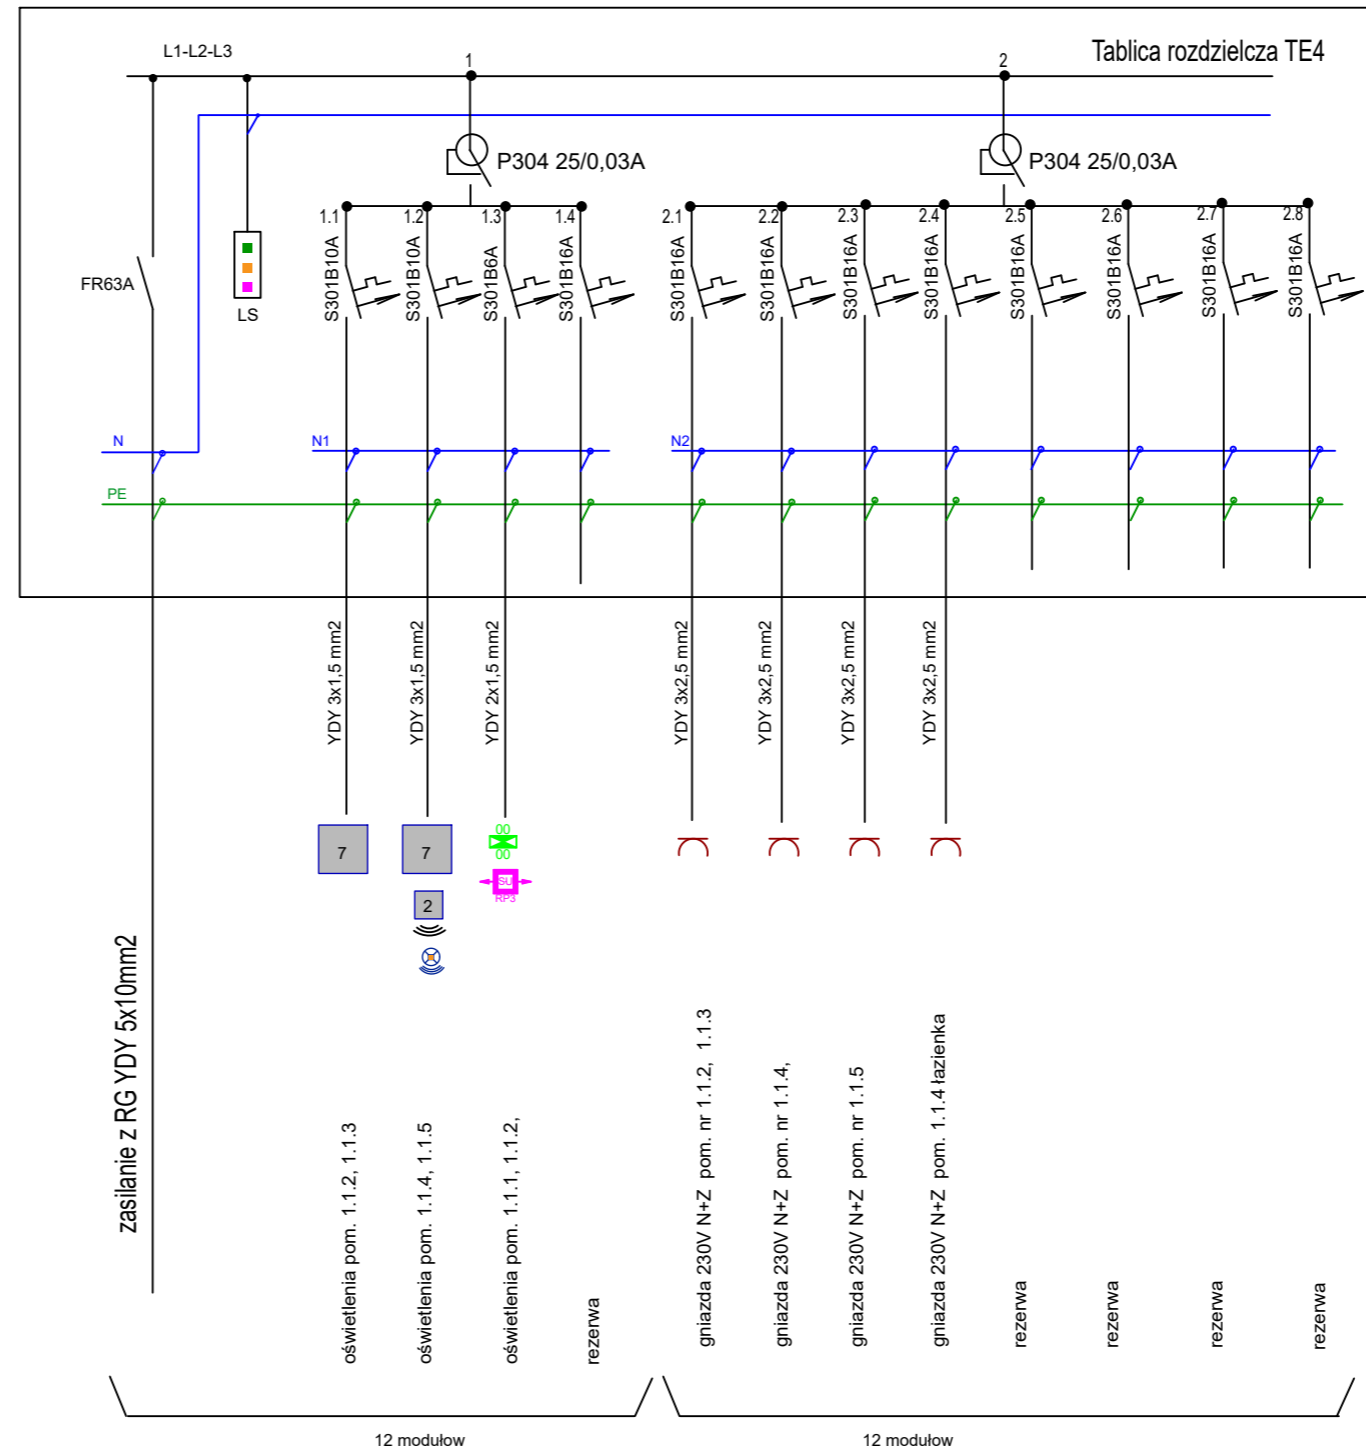 L1-L2-L3
Tablica rozdzielcza TE4
1
2
P304 25/0,03A
P304 25/0,03A
1.1
1.2
1.3
1.4
2.1
2.2
2.3
2.4
2.5
2.6
2.7
2.8
S301B10A
S301B10A
S301B6A
S301B16A
S301B16A
S301B16A
S301B16A
S301B16A
S301B16A
S301B16A
S301B16A
S301B16A
FR63A
LS
N
N1
N2
PE
YDY 3x1,5 mm2
YDY 3x1,5 mm2
YDY 2x1,5 mm2
YDY 3x2,5 mm2
YDY 3x2,5 mm2
YDY 3x2,5 mm2
YDY 3x2,5 mm2
7
7
00
00
SU
RP3
2
zasilanie z RG YDY 5x10mm2
oświetlenia pom. 1.1.2, 1.1.3
oświetlenia pom. 1.1.4, 1.1.5
oświetlenia pom. 1.1.1, 1.1.2,
rezerwa
gniazda 230V N+Z pom. nr 1.1.2, 1.1.3
gniazda 230V N+Z pom. nr 1.1.4,
gniazda 230V N+Z pom. nr 1.1.5
gniazda 230V N+Z pom. 1.1.4 łazienka
rezerwa
rezerwa
rezerwa
rezerwa
12 modułow
12 modułow